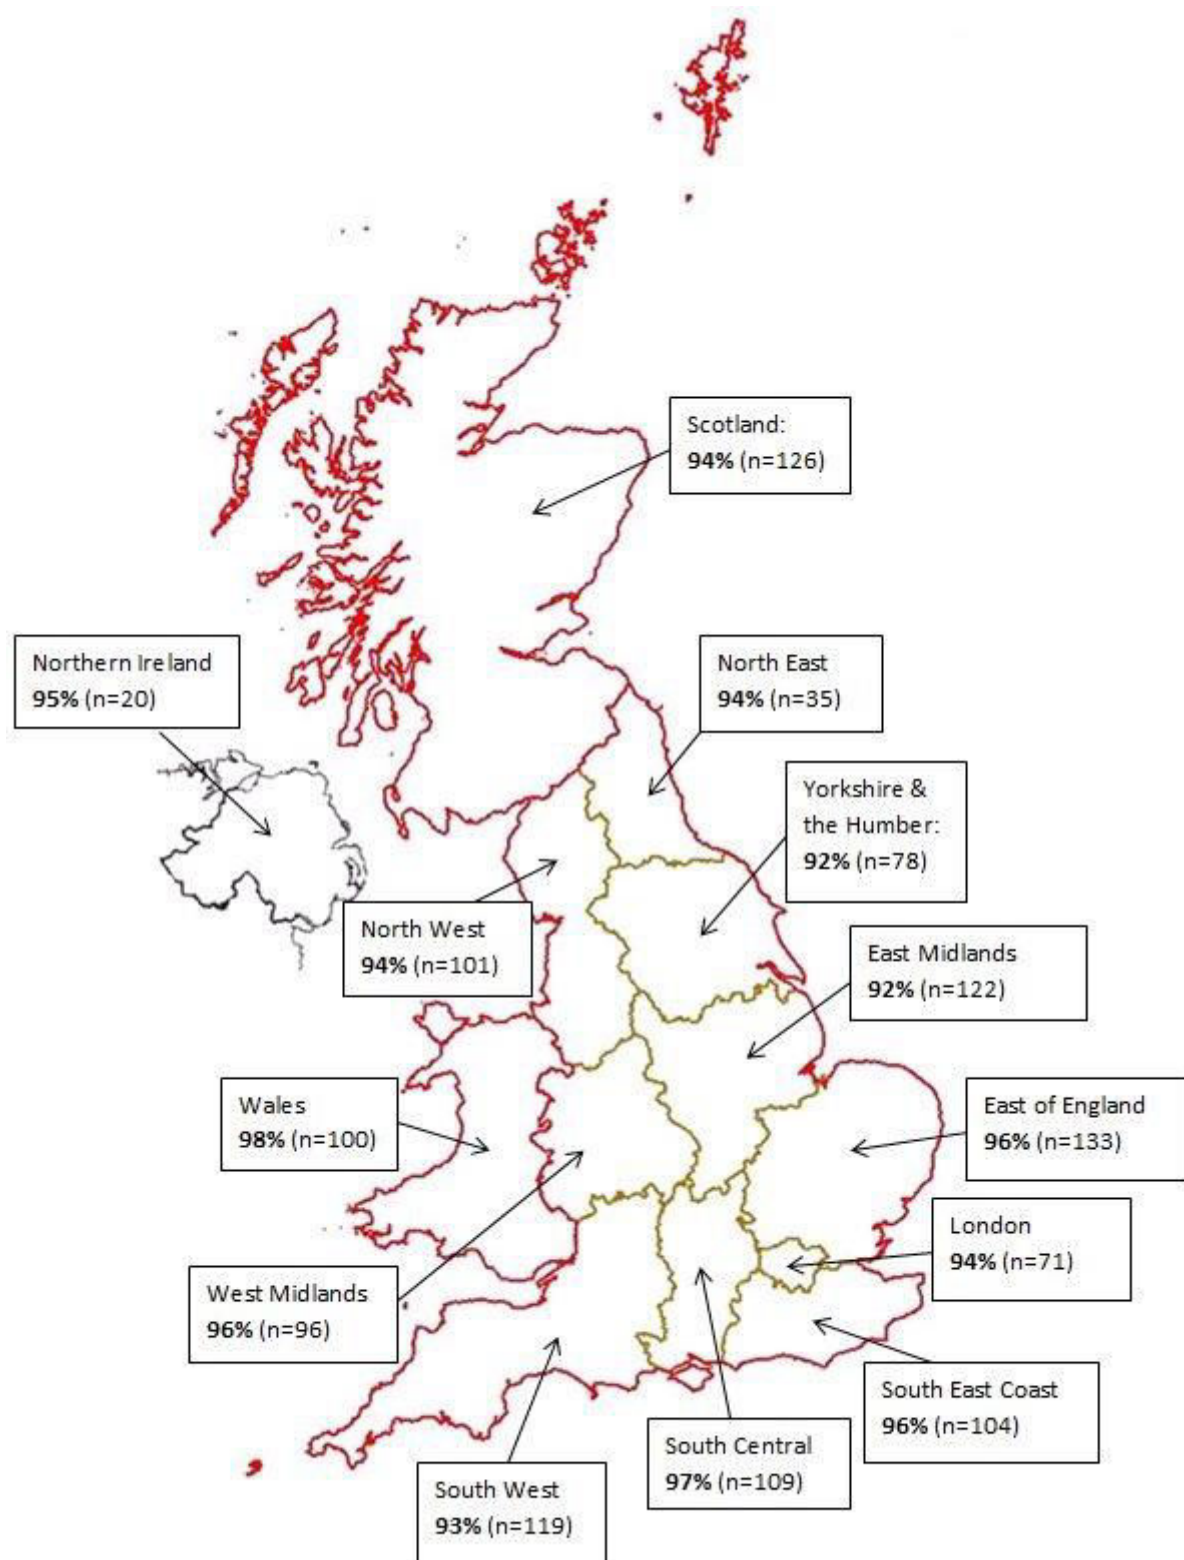 Scotland:
94% (n=126)
Northern Ireland
95% (n=20)
North East
94% (n=35)
Yorkshire &
the Humber:
92% (n=78)
North West
94% (n=101)
East Midlands
92% (n=122)
Wales
98% (n=100)
East of England
96% (n=133)
London
94% (n=71)
West Midlands
96% (n=96)
South East Coast
96% (n=104)
South Central
97% (n=109)
South West
93% (n=119)